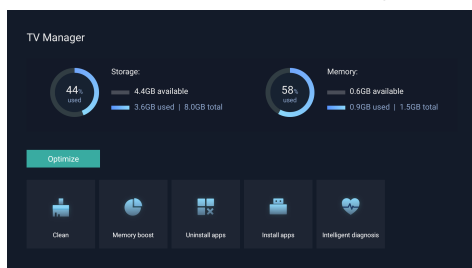 TV Manager
44% used
Storage:
4.4GB available
3.6GB used | 8.0GB total
58% used
Memory:
0.6GB available
0.9GB used | 1.5GB total
Optimize
Clean
Memory boost
Uninstall apps
Install apps
Intelligent diagnosis